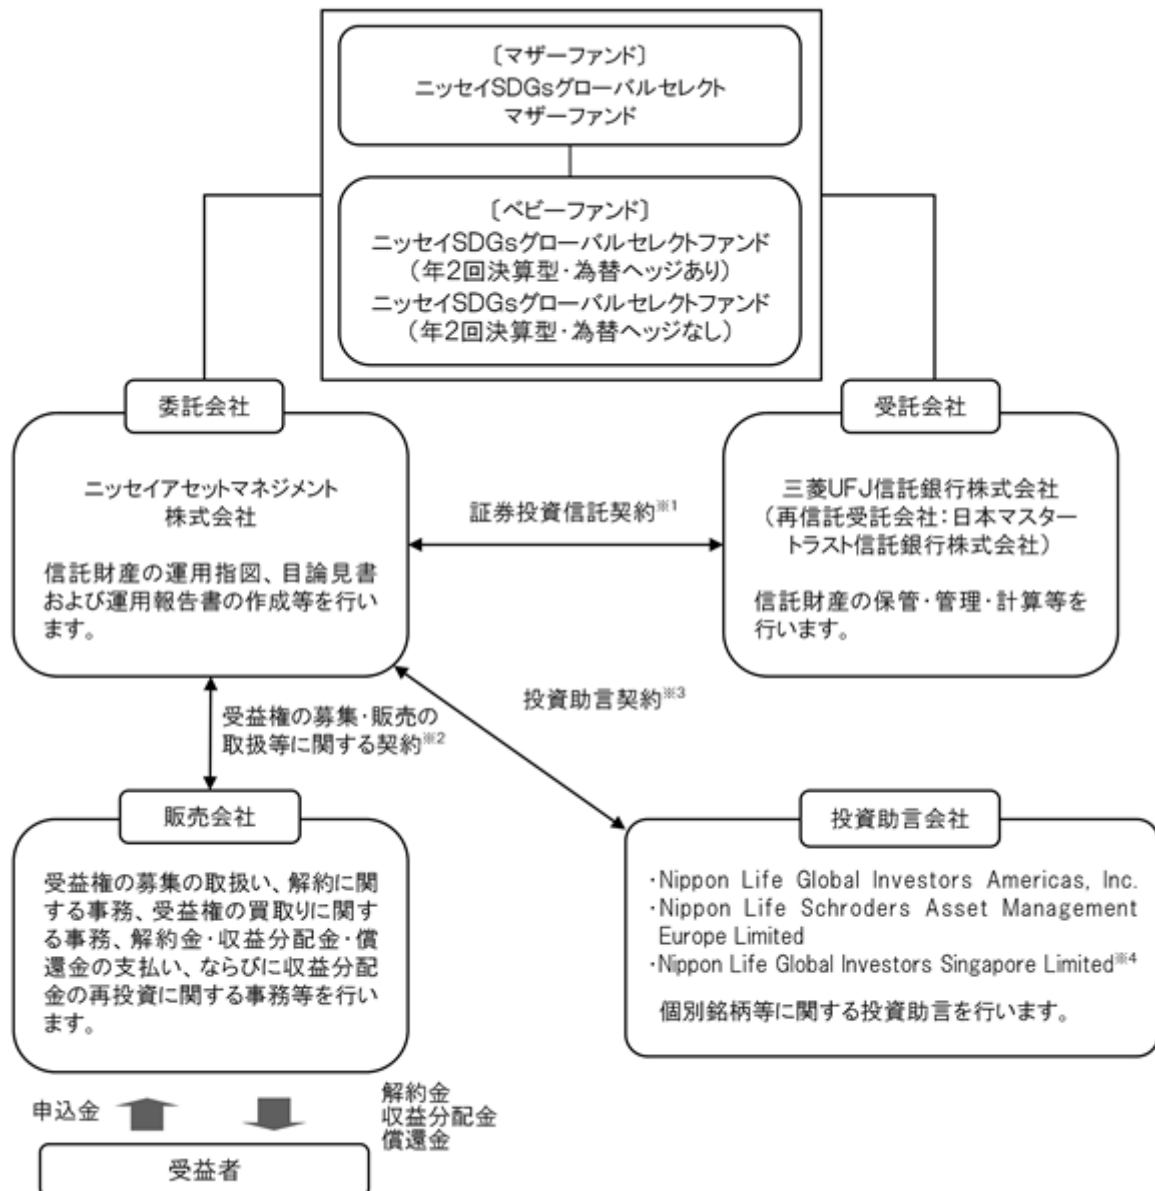 〔マザーファンド〕
ニッセイSDGsグローバルセレクト
マザーファンド
〔ベビーファンド〕
ニッセイSDGsグローバルセレクトファンド
（年2回決算型・為替ヘッジあり）
ニッセイSDGsグローバルセレクトファンド
（年2回決算型・為替ヘッジなし）
委託会社
ニッセイアセットマネジメント
株式会社
信託財産の運用指図、目論見書
および運用報告書の作成等を行い
ます。
証券投資信託契約※1
受託会社
三菱UFJ信託銀行株式会社
（再信託受託会社：日本マスター
トラスト信託銀行株式会社）
信託財産の保管・管理・計算等を
行います。
受益権の募集・販売の
取扱等に関する契約※2
投資助言契約※3
販売会社
受益権の募集の取扱い、解約に関
する事務、受益権の買取りに関す
る事務、解約金・収益分配金・償
還金の支払い、ならびに収益分配
金の再投資に関する事務等を行い
ます。
投資助言会社
・Nippon Life Global Investors Americas, Inc.
・Nippon Life Schroders Asset Management
Europe Limited
・Nippon Life Global Investors Singapore Limited※4
個別銘柄等に関する投資助言を行います。
申込金
解約金
収益分配金
償還金
受益者